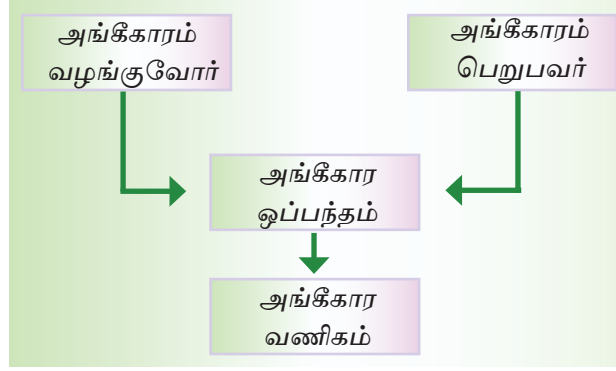 அங்கீகாரம்
வழங்குவோர்
அங்கீகாரம்
பெறுபவர்
அங்கீகார
ஒப்பந்தம்
அங்கீகார
வணிகம்